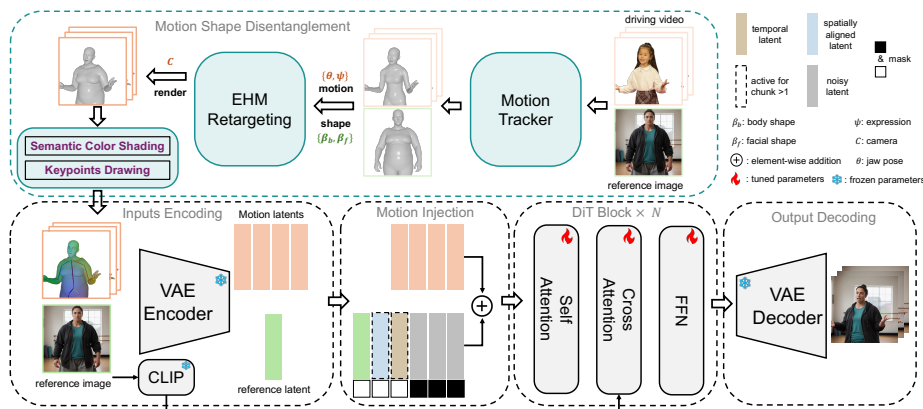 Motion Shape Disentanglement
driving video
C
render
EHM
Retargeting
{θ, ψ}
motion
shape
{β_b, β_f}
Motion
Tracker
reference image
Semantic Color Shading
Keypoints Drawing
temporal
latent
spatially
aligned
latent
& mask
active for
chunk >1
noisy
latent
β_b: body shape
ψ: expression
β_f: facial shape
C: camera
: element-wise addition
θ: jaw pose
: tuned parameters
: frozen parameters
Inputs Encoding
Motion latents
VAE
Encoder
reference image
CLIP
reference latent
Motion Injection
DiT Block × N
Self
Attention
Cross
Attention
FFN
Output Decoding
VAE
Decoder